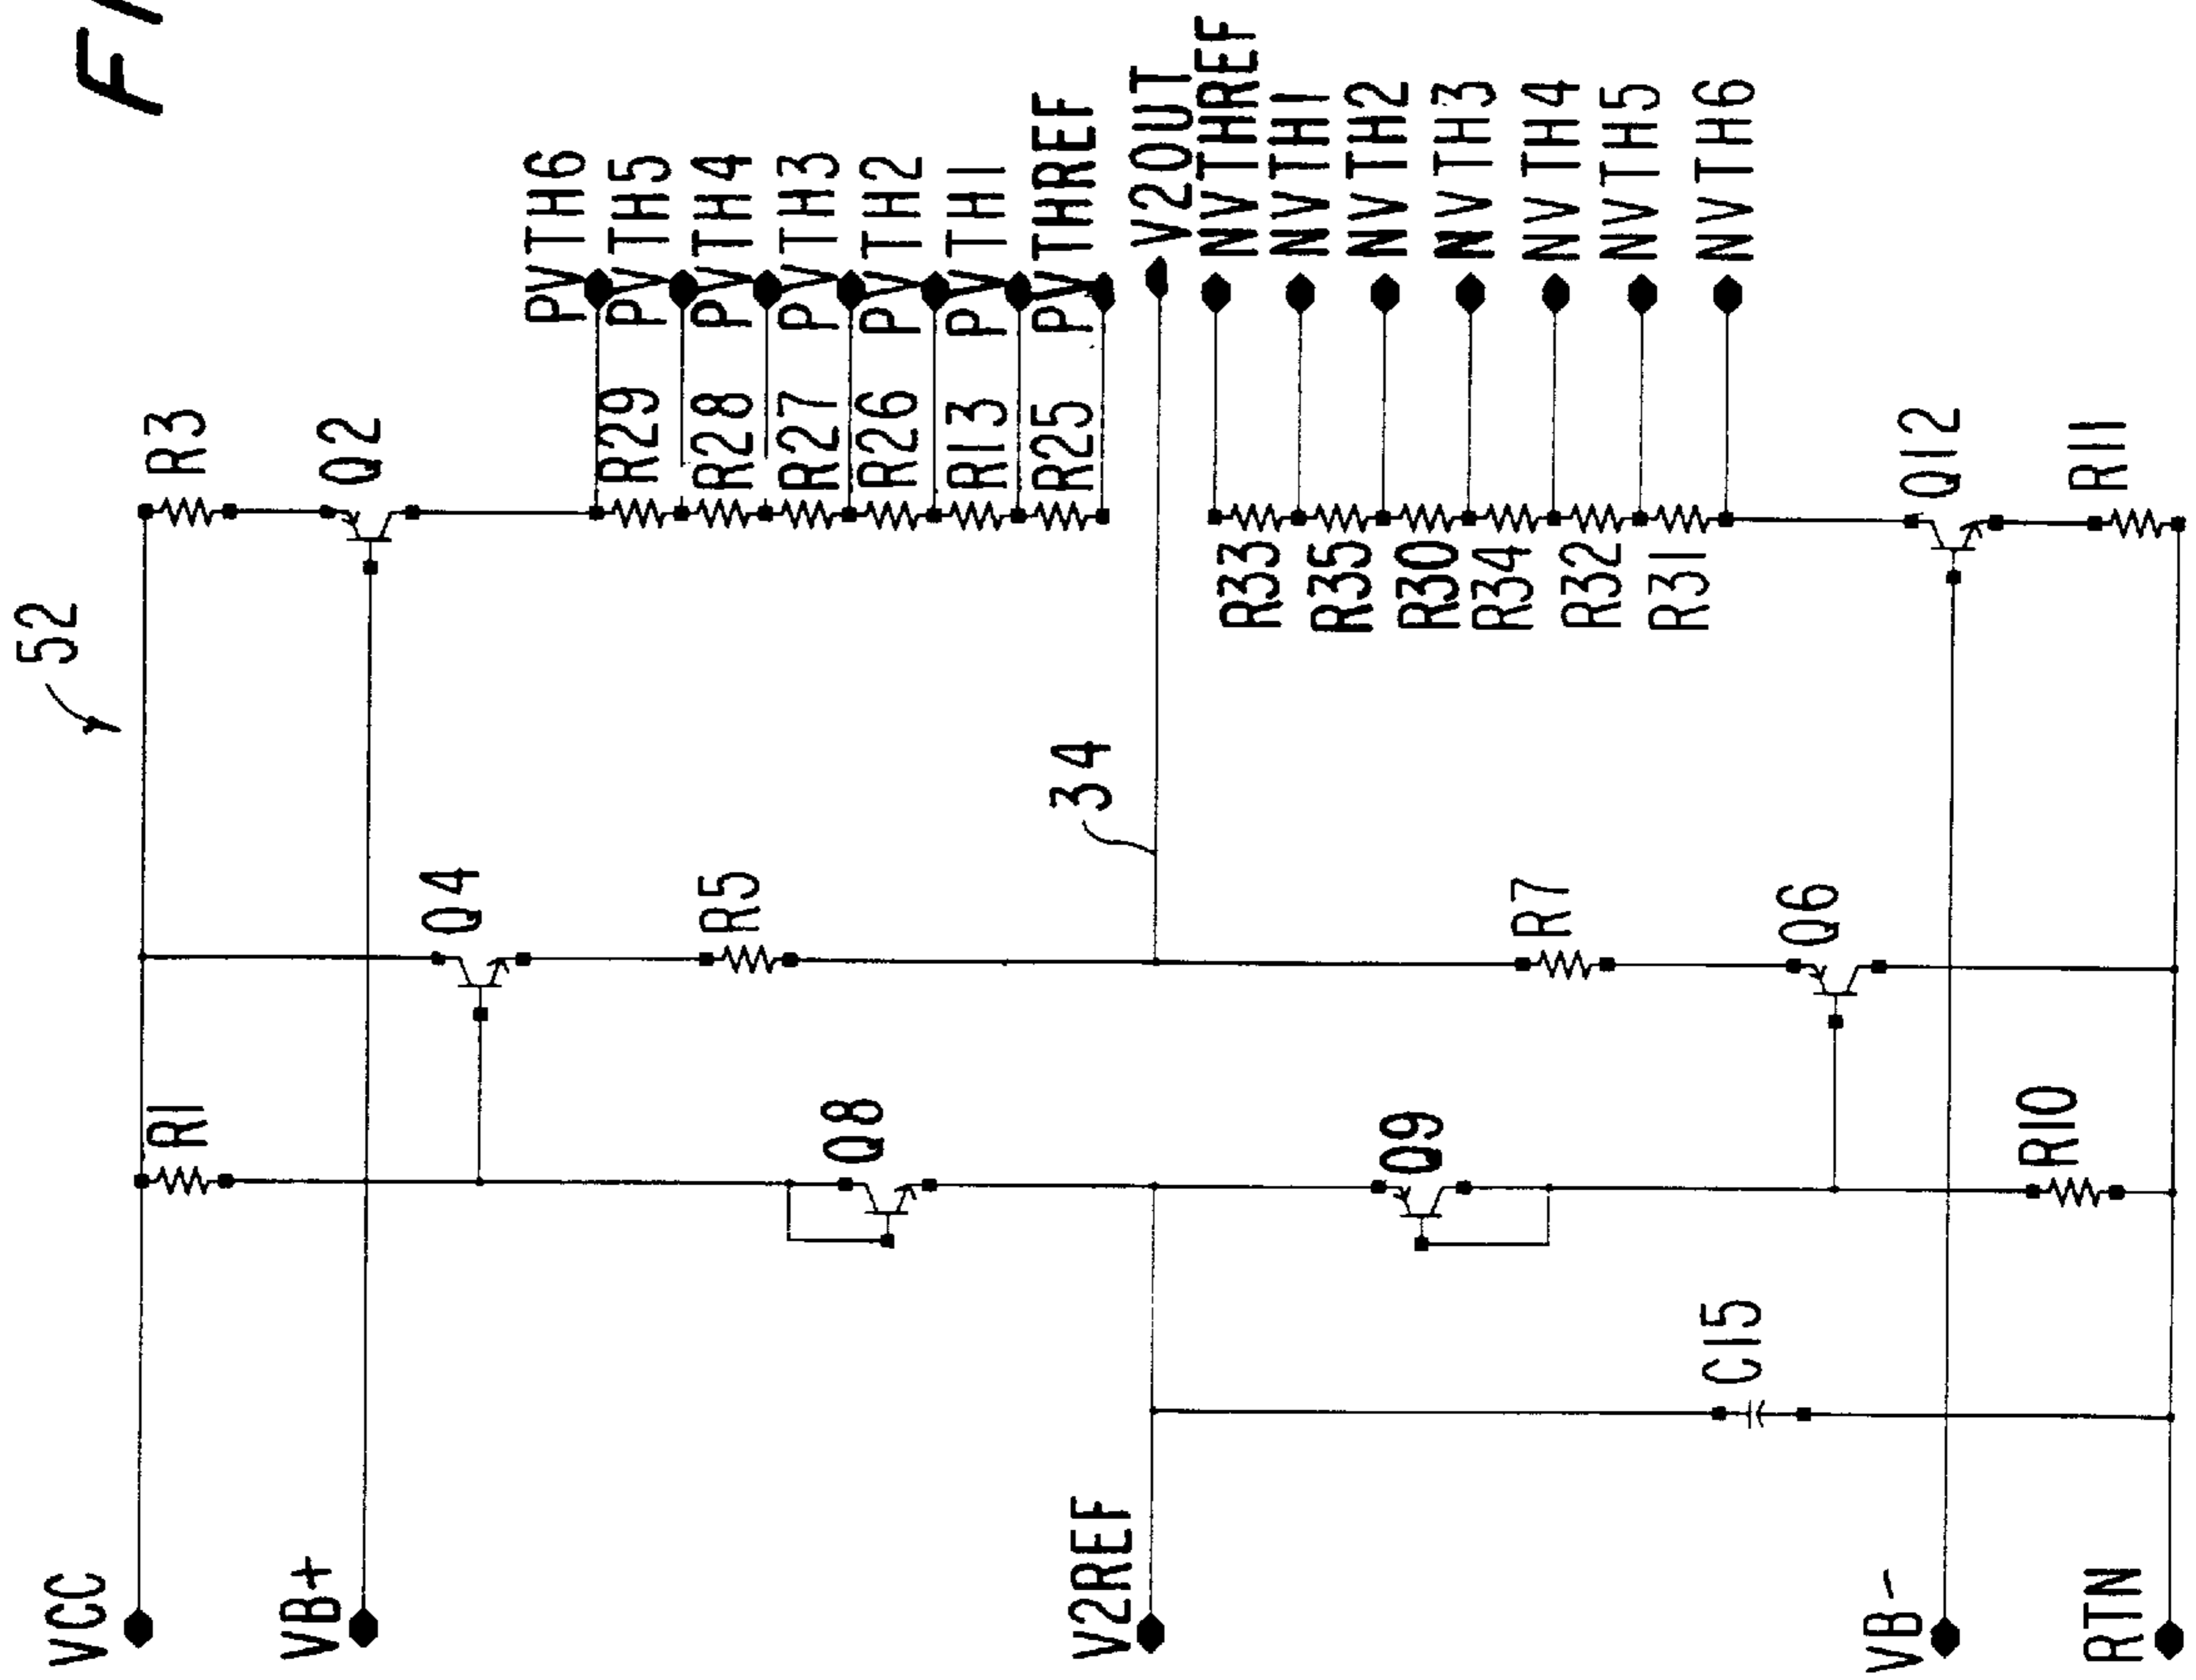 F
52
VCC
VB+
V2REF
VB-
RTN
R1
R3
Q2
Q4
R5
Q8
34
Q9
R7
Q6
C15
R10
PVTH6
PVTH5
PVTH4
PVTH3
PVTH2
PVTH1
PVTHREF
R29
R28
R27
R26
R13
R25
V2OUT
NVTHREF
NVTH1
NVTH2
NVTH3
NVTH4
NVTH5
NVTH6
R33
R35
R30
R34
R32
R31
Q12
R11